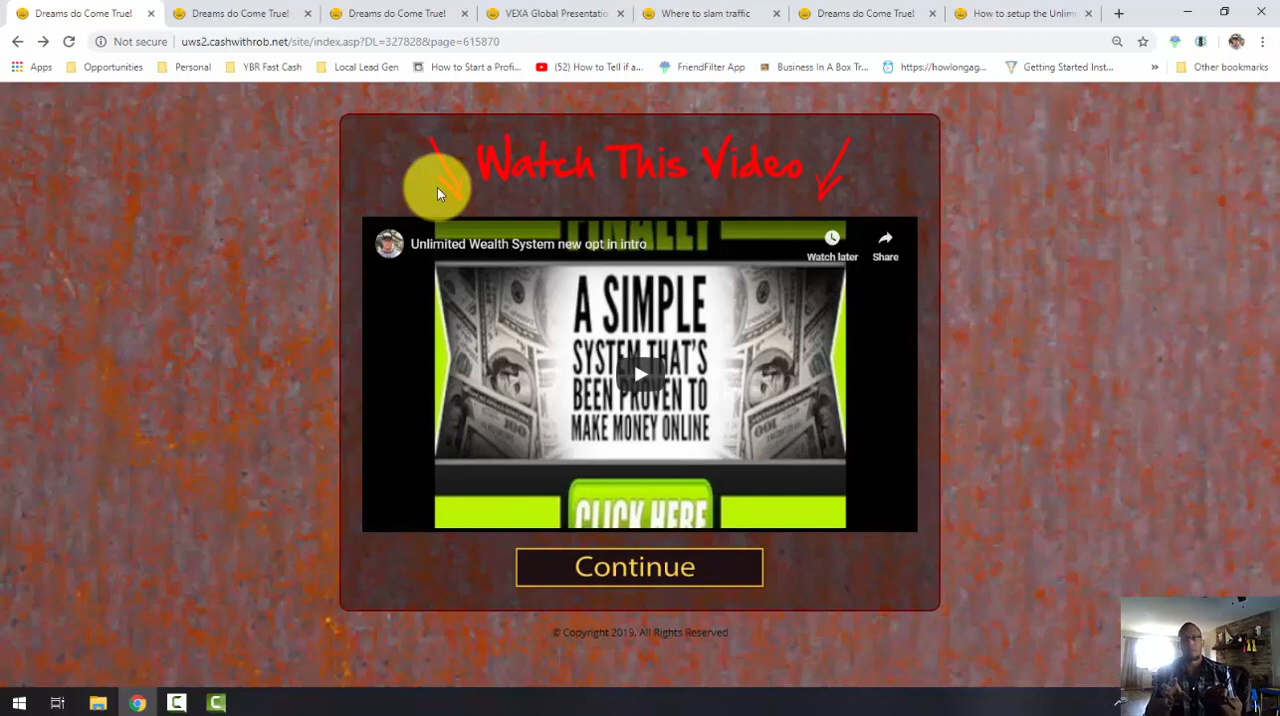 Dreams do Come True!
Dreams do Come True!
Dreams do Come True!
VEXA Global Presentatio
Where to slam traffic
Dreams do Come True!
How to setup the Unlim
Not secure
uws2.cashwithrob.net/site/index.asp?DL=327828&page=615870
Apps
Opportunities
Personal
YBR Fast Cash
Local Lead Gen
How to Start a Profi...
(52) How to Tell if a...
FriendFilter App
Business In A Box Tr...
https://howlongag...
Getting Started Inst...
Other bookmarks
Watch This Video
Unlimited Wealth System new opt in intro
Watch later
Share
FINALLY
A SIMPLE
SYSTEM THAT'S
BEEN PROVEN TO
MAKE MONEY ONLINE
CLICK HERE
Continue
© Copyright 2019, All Rights Reserved